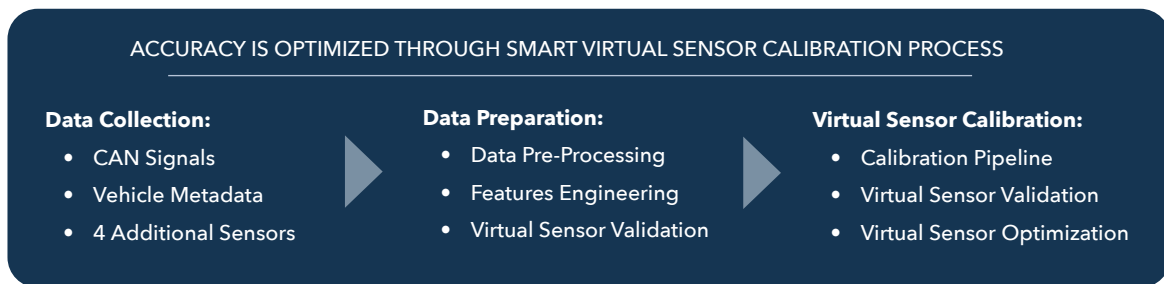 ACCURACY IS OPTIMIZED THROUGH SMART VIRTUAL SENSOR CALIBRATION PROCESS
Data Collection:
• CAN Signals
• Vehicle Metadata
• 4 Additional Sensors
Data Preparation:
• Data Pre-Processing
• Features Engineering
• Virtual Sensor Validation
Virtual Sensor Calibration:
• Calibration Pipeline
• Virtual Sensor Validation
• Virtual Sensor Optimization